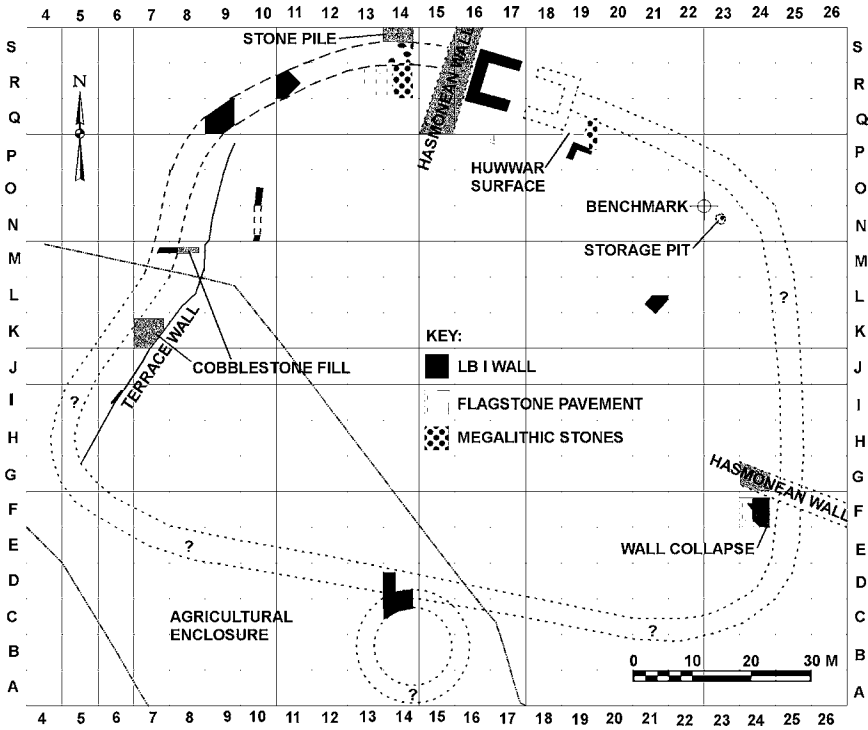 4 5 6 7 8 9 10 11 12 13 14 15 16 17 18 19 20 21 22 23 24 25 26
S S
STONE PILE
HASMONEAN WALL
R R
N
Q Q
P P
HUWWAR
SURFACE
O O
BENCHMARK
N N
STORAGE PIT
M M
L ? L
K K
KEY:
TERRACE WALL
J COBBLESTONE FILL LB I WALL J
I ? FLAGSTONE PAVEMENT I
H MEGALITHIC STONES H
G HASMONEAN WALL G
F F
E ? WALL COLLAPSE E
D D
AGRICULTURAL
ENCLOSURE
C ? C
B B
0 10 20 30 M
A ? A
4 5 6 7 8 9 10 11 12 13 14 15 16 17 18 19 20 21 22 23 24 25 26